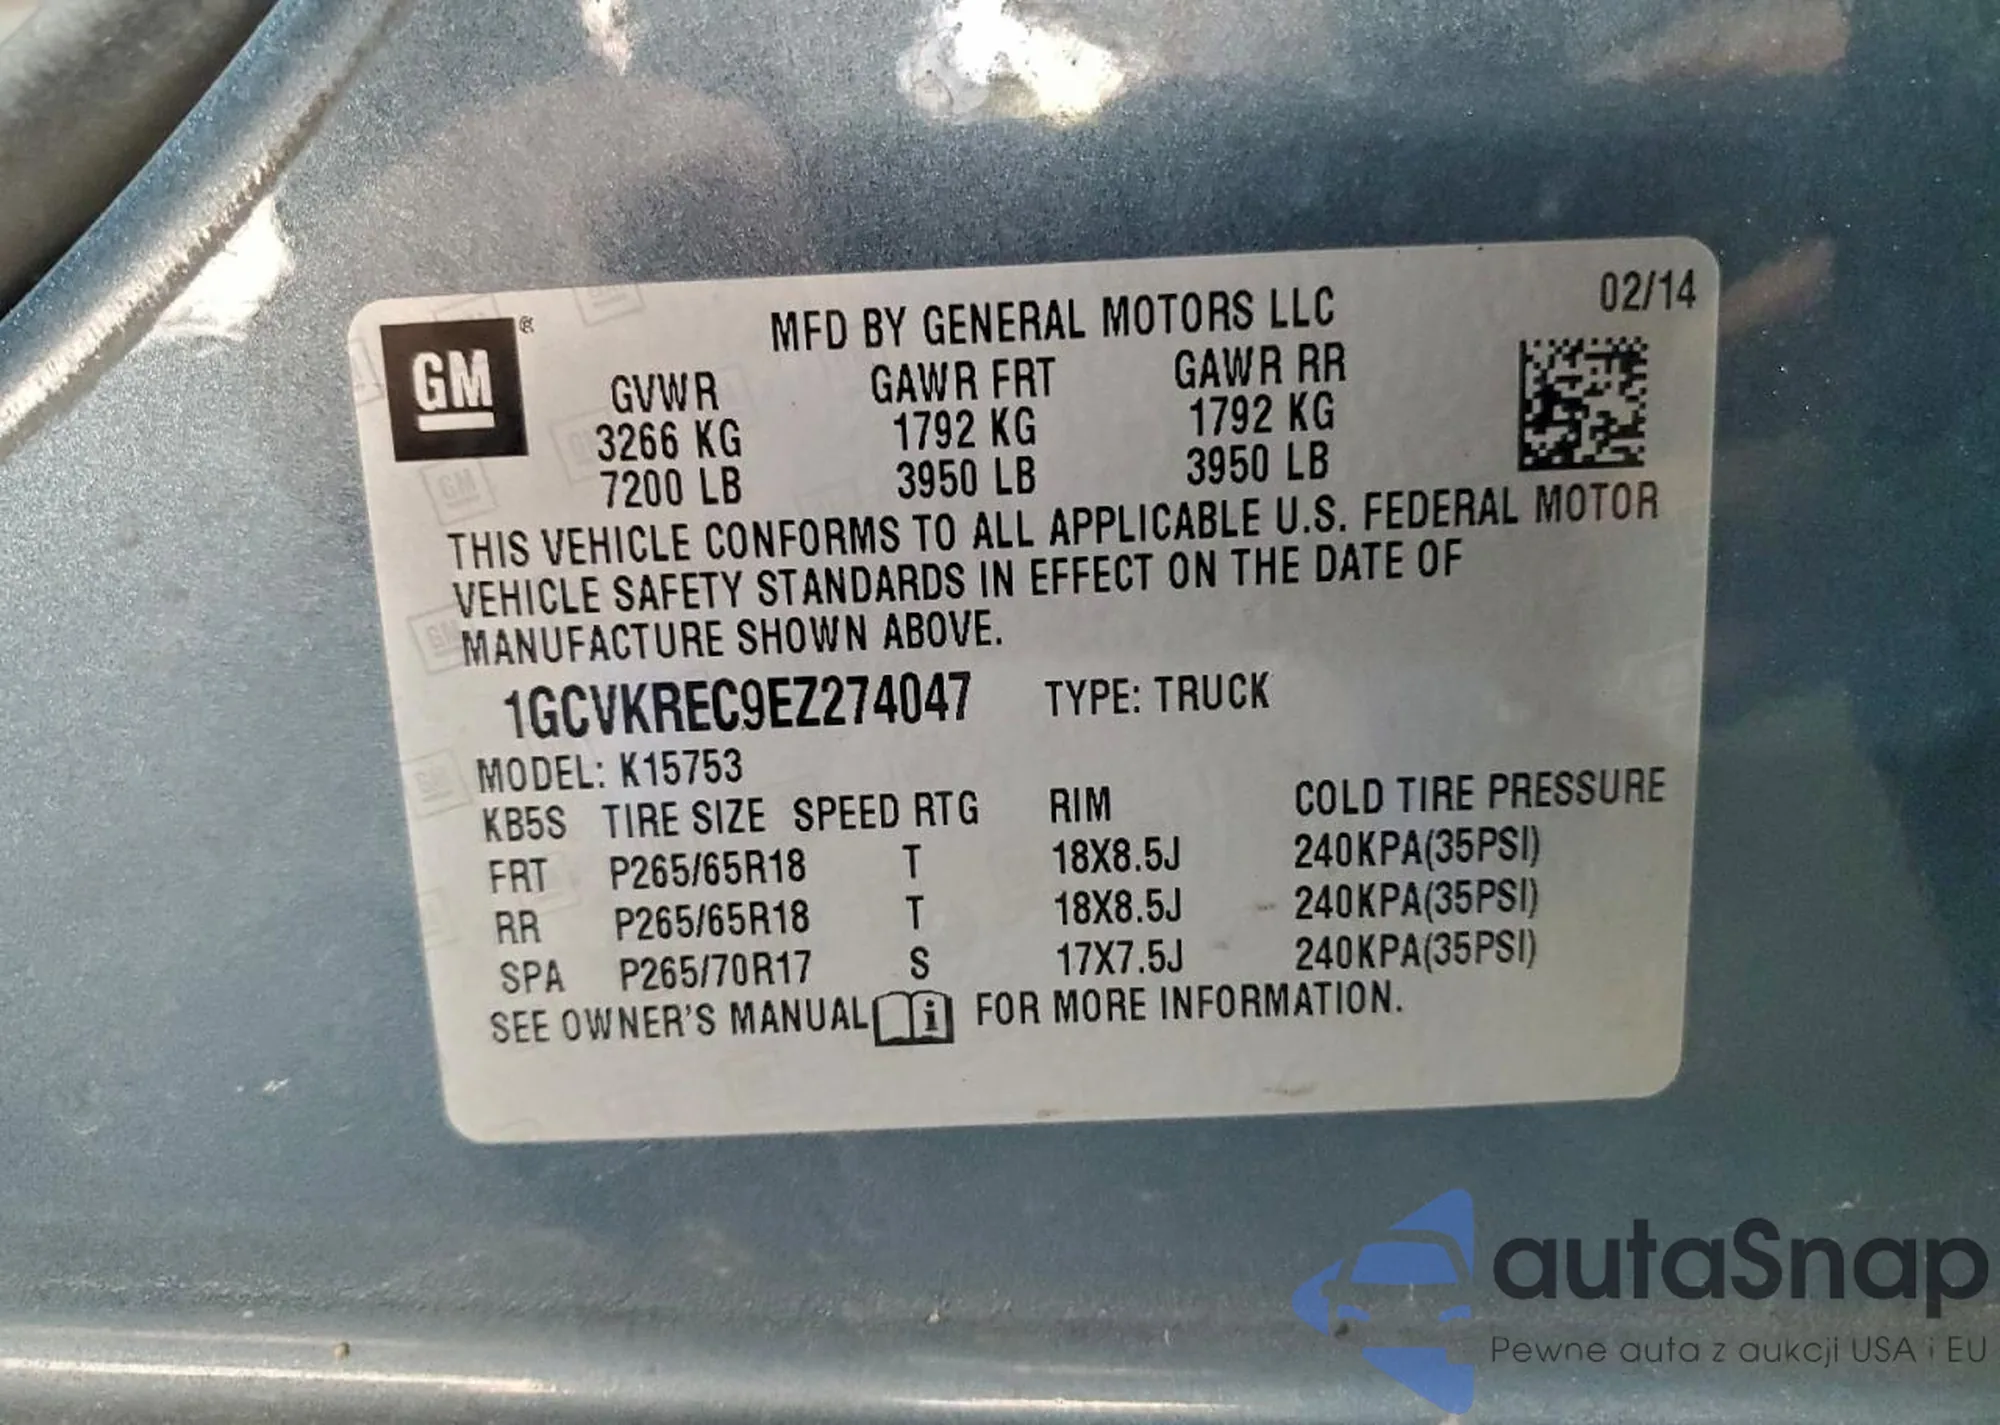 MFD BY GENERAL MOTORS LLC 02/14
GM ®
GVWR GAWR FRT GAWR RR
3266 KG 1792 KG 1792 KG
7200 LB 3950 LB 3950 LB
THIS VEHICLE CONFORMS TO ALL APPLICABLE U.S. FEDERAL MOTOR
VEHICLE SAFETY STANDARDS IN EFFECT ON THE DATE OF
MANUFACTURE SHOWN ABOVE.
1GCVKREC9EZ274047 TYPE: TRUCK
MODEL: K15753
KB5S TIRE SIZE SPEED RTG RIM COLD TIRE PRESSURE
FRT P265/65R18 T 18X8.5J 240KPA(35PSI)
RR P265/65R18 T 18X8.5J 240KPA(35PSI)
SPA P265/70R17 S 17X7.5J 240KPA(35PSI)
SEE OWNER'S MANUAL i FOR MORE INFORMATION.
autaSnap
Pewne auta z aukcji USA i EU